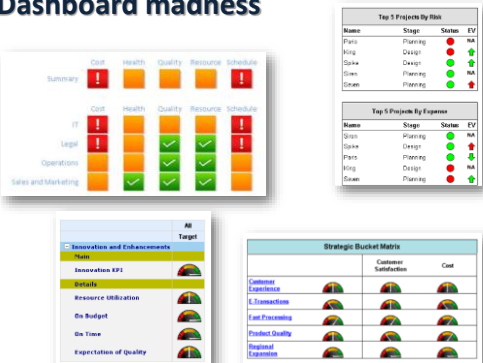 Dashboard madness
Cost Health Quality Resource Schedule
Summary
Cost Health Quality Resource Schedule
IT
Legal
Operations
Sales and Marketing
Top 5 Projects By Risk
Name Stage Status EV
Paris Planning NA
King Design
Spike Design
Siren Planning NA
Seven Planning
Top 5 Projects By Expense
Name Stage Status EV
Siren Planning NA
Spike Design
Paris Planning
King Design NA
Seven Planning
All
Target
Innovation and Enhancements
Main
Innovation KPI
Details
Resource Utilization
On Budget
On Time
Expectation of Quality
Strategic Bucket Matrix
Customer Satisfaction Cost
Customer Experience
E-Transactions
Fast Processing
Product Quality
Regional Expansion